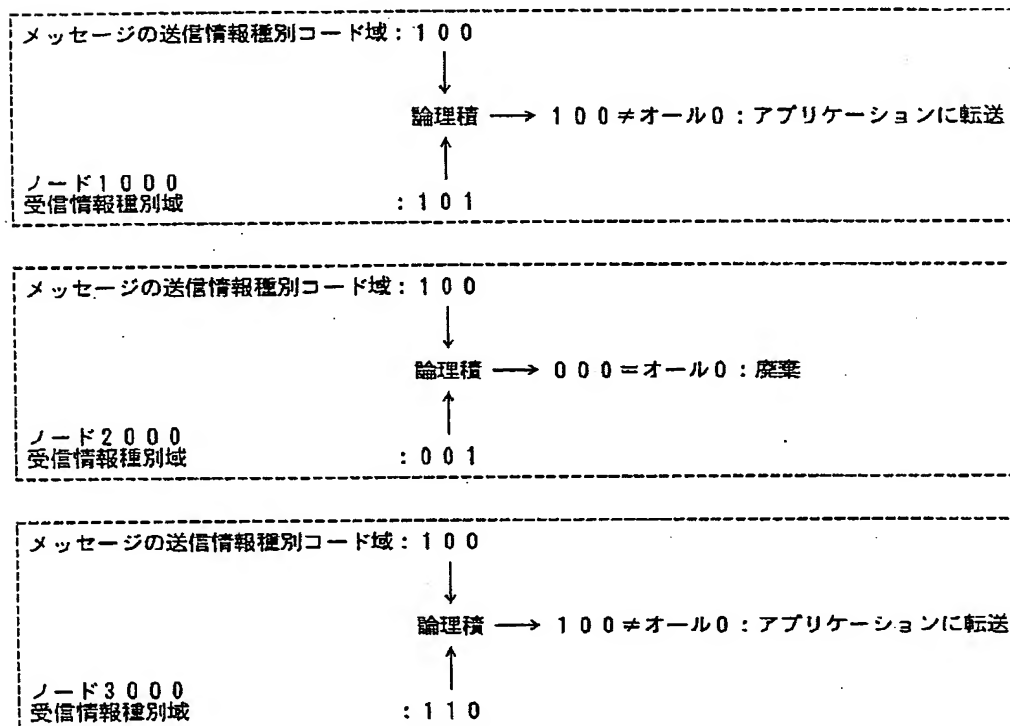 メッセージの送信情報種別コード域：１００
論理積 → １００≠オール０：アプリケーションに転送
ノード１０００
受信情報種別域 ：１０１
メッセージの送信情報種別コード域：１００
論理積 → ０００＝オール０：廃棄
ノード２０００
受信情報種別域 ：００１
メッセージの送信情報種別コード域：１００
論理積 → １００≠オール０：アプリケーションに転送
ノード３０００
受信情報種別域 ：１１０